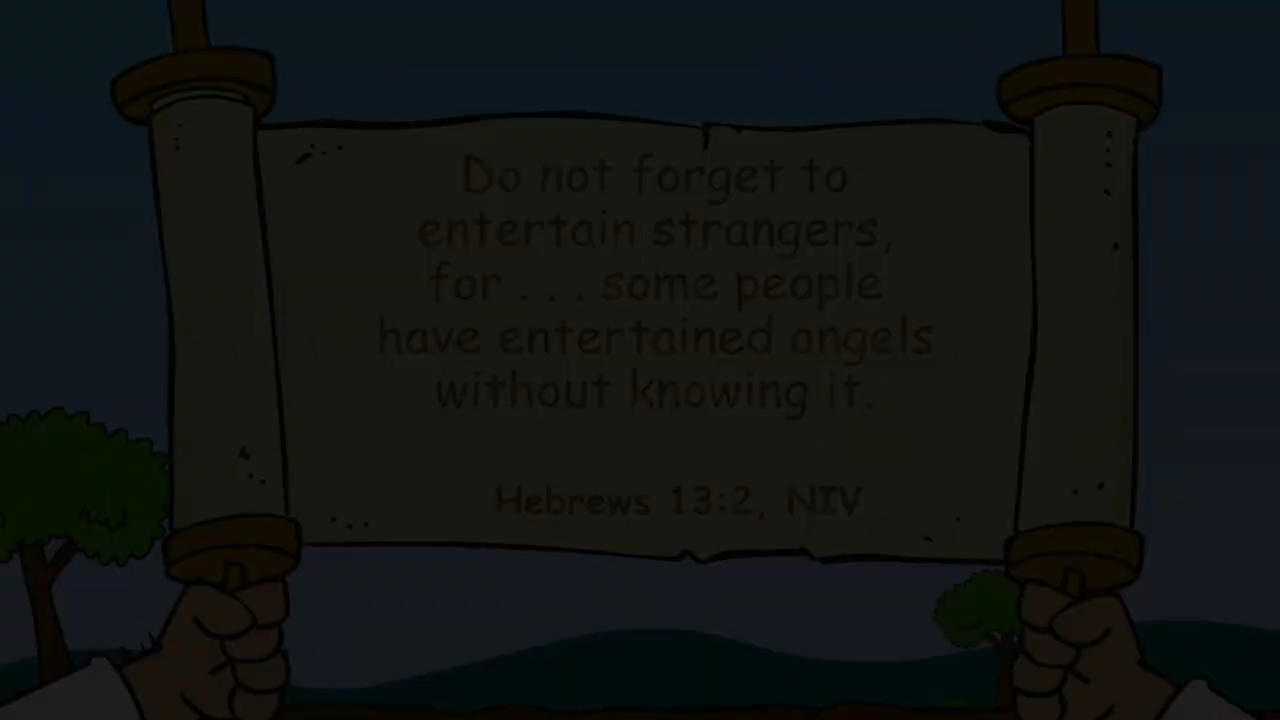 Do not forget to
entertain strangers,
for . . . some people
have entertained angels
without knowing it.
Hebrews 13:2, NIV